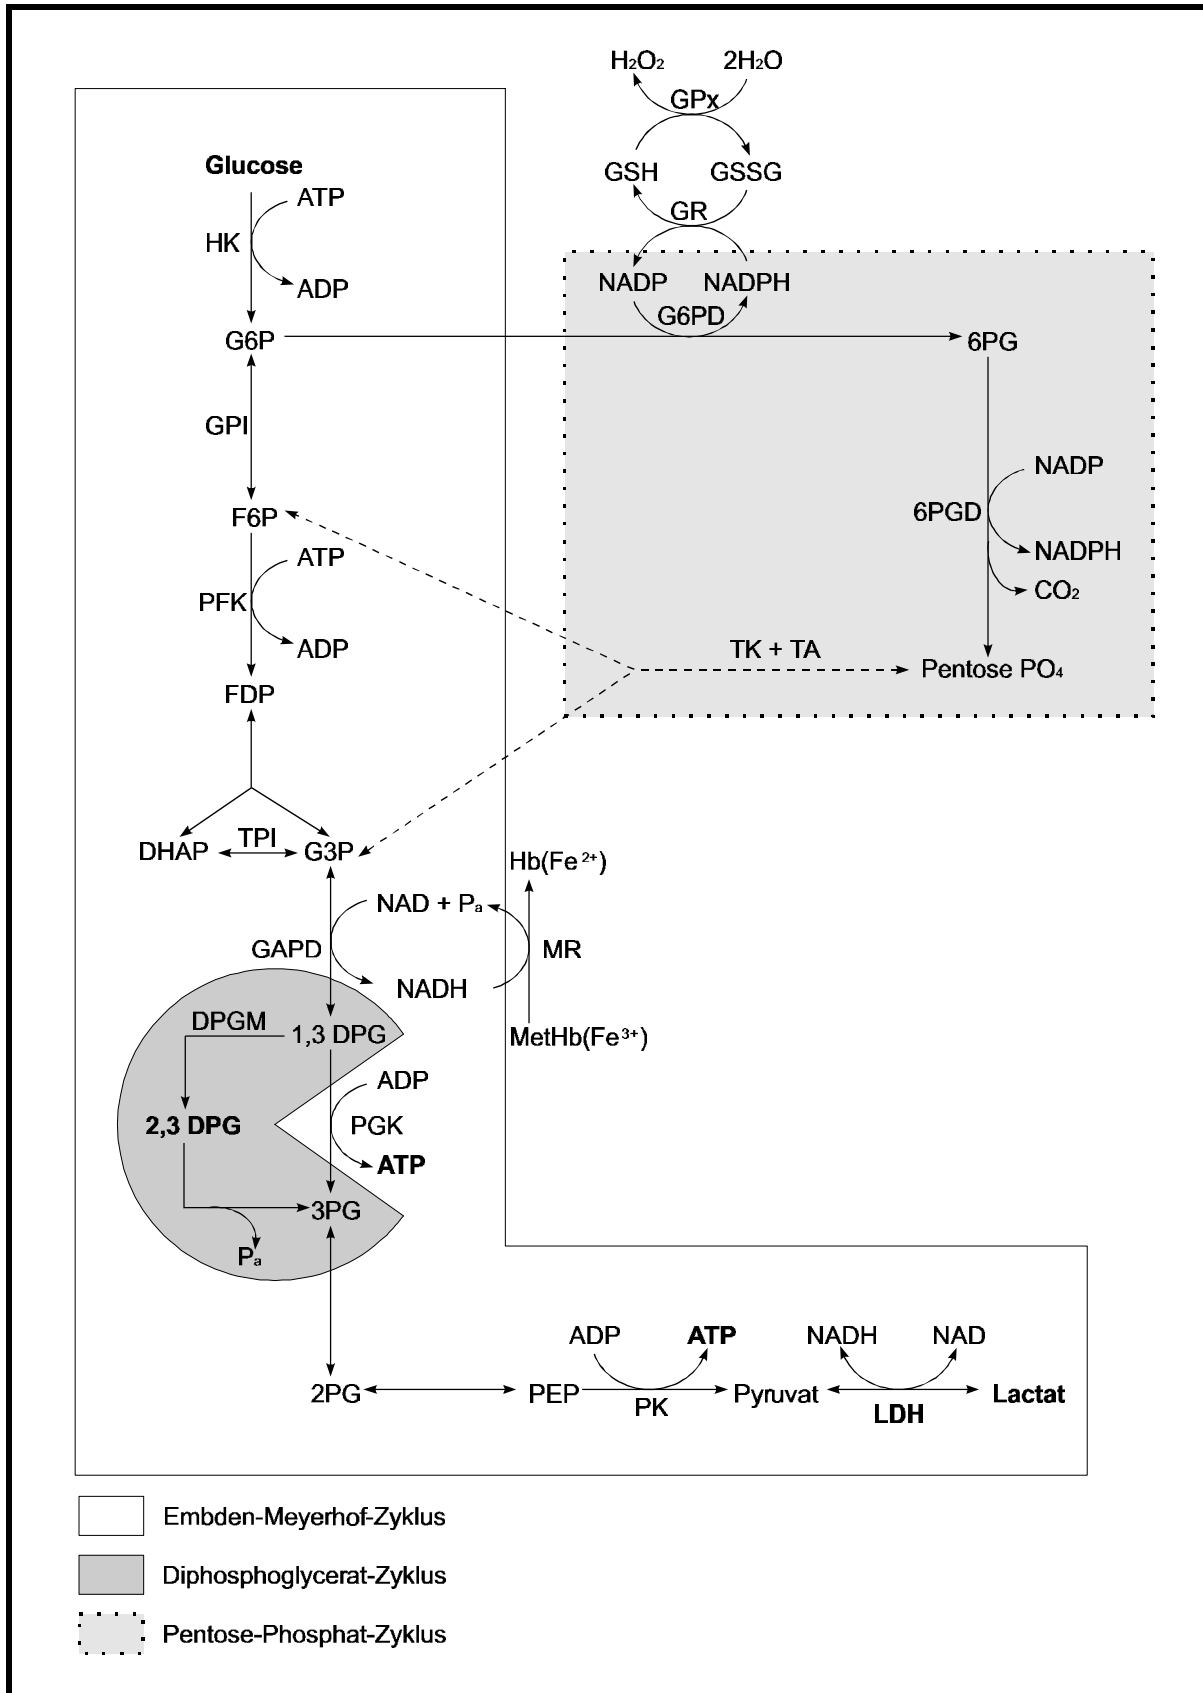 H₂O₂ 2H₂O
GPx
GSH GSSG
GR
NADP NADPH
G6PD
Glucose
ATP
HK
ADP
G6P
6PG
GPI
NADP
6PGD
NADPH
CO₂
F6P
ATP
PFK
ADP
TK + TA
Pentose PO₄
FDP
TPI
DHAP G3P
Hb(Fe²⁺)
NAD + Pₐ
GAPD
MR
NADH
DPGM
1,3 DPG
MetHb(Fe³⁺)
ADP
2,3 DPG
PGK
ATP
3PG
Pₐ
ADP ATP NADH NAD
2PG PEP Pyruvat Lactat
PK LDH
Embden-Meyerhof-Zyklus
Diphosphoglycerat-Zyklus
Pentose-Phosphat-Zyklus